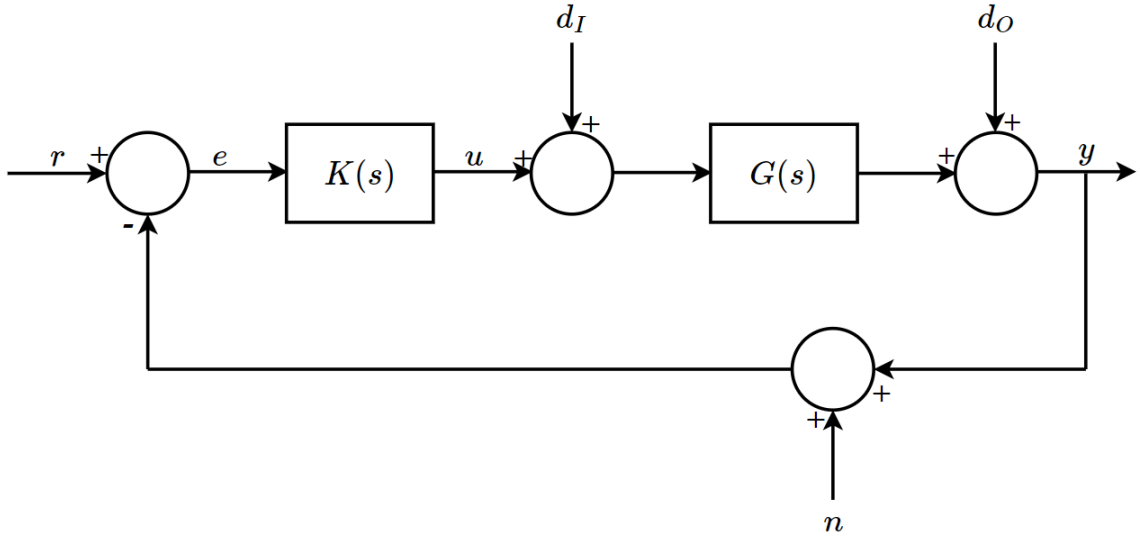 d_I d_O
r + e K(s) u + + G(s) + + y
-
+ +
n